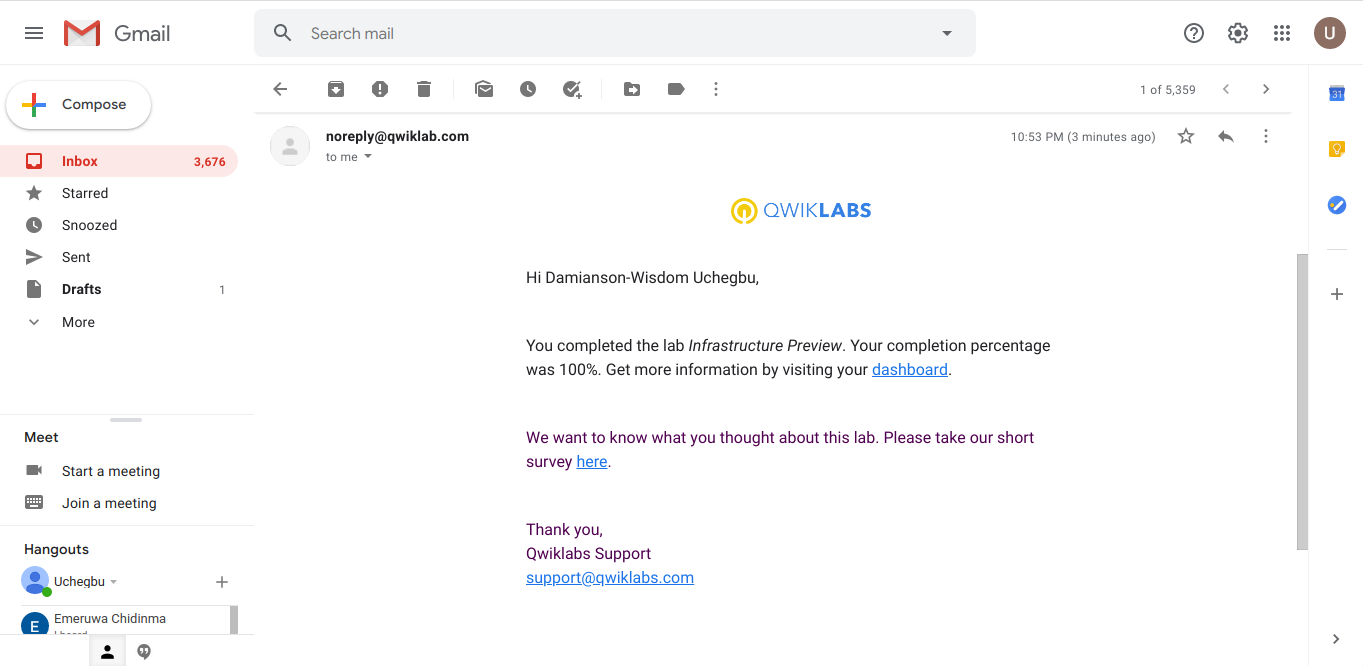 Gmail
Search mail
U
Compose
1 of 5,359
31
Inbox 3,676
Starred
Snoozed
Sent
Drafts 1
More
Meet
Start a meeting
Join a meeting
Hangouts
Uchegbu
E
Emeruwa Chidinma
noreply@qwiklab.com
to me
10:53 PM (3 minutes ago)
QWIKLABS
Hi Damianson-Wisdom Uchegbu,
You completed the lab Infrastructure Preview. Your completion percentage
was 100%. Get more information by visiting your dashboard.
We want to know what you thought about this lab. Please take our short
survey here.
Thank you,
Qwiklabs Support
support@qwiklabs.com